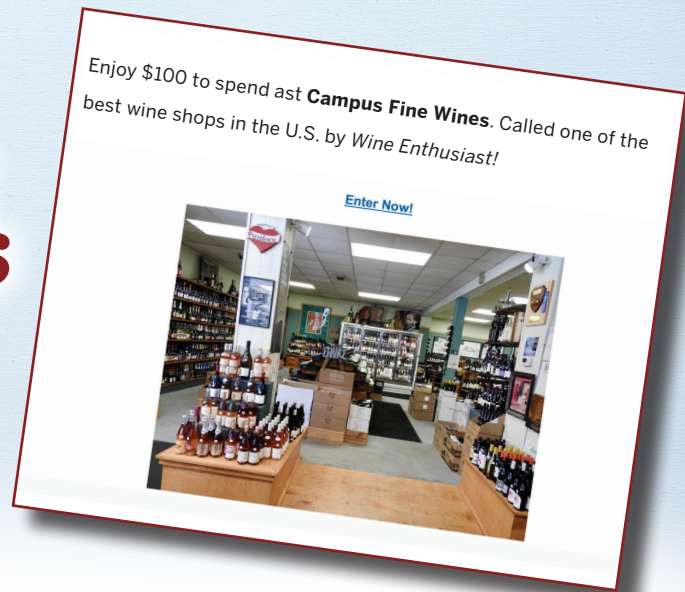 Enjoy $100 to spend ast Campus Fine Wines. Called one of the
best wine shops in the U.S. by Wine Enthusiast!
Enter Now!
s